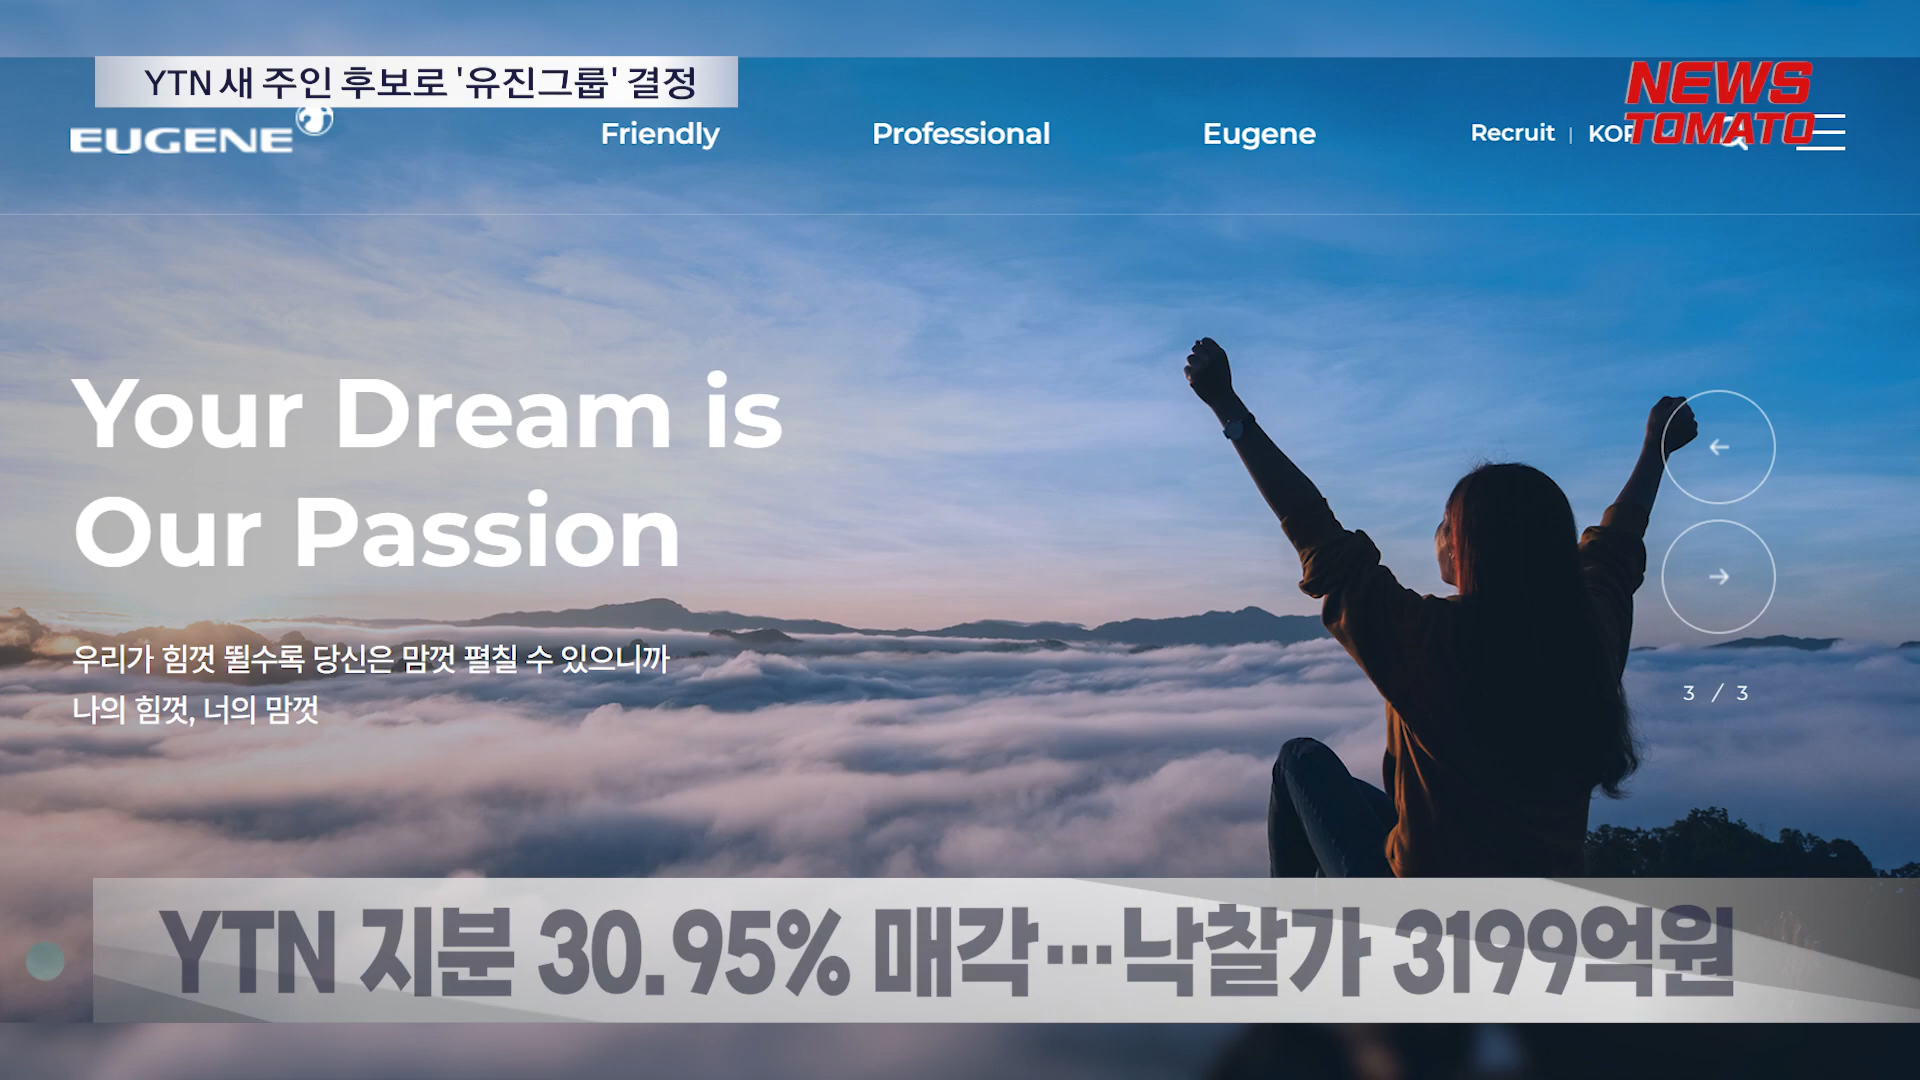 YTN 새 주인 후보로 '유진그룹' 결정
NEWS
TOMATO
EUGENE
Friendly
Professional
Eugene
Recruit | KOR
Your Dream is
Our Passion
우리가 힘껏 뛸수록 당신은 맘껏 펼칠 수 있으니까
나의 힘껏, 너의 맘껏
3 / 3
YTN 지분 30.95% 매각…낙찰가 3199억원